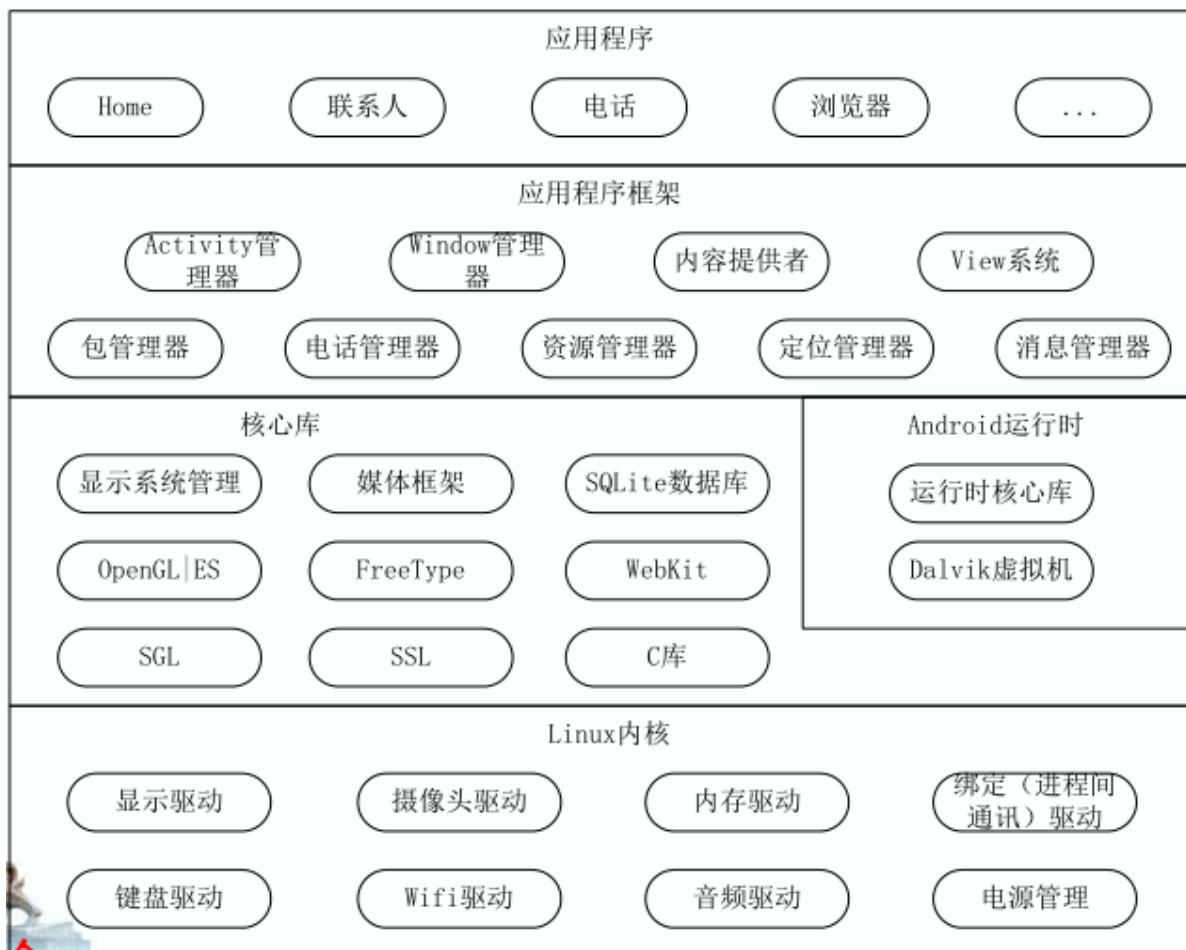 应用程序
Home 联系人 电话 浏览器 ...
应用程序框架
Activity管
理器
Window管理
器
内容提供者 View系统
包管理器 电话管理器 资源管理器 定位管理器 消息管理器
核心库
Android运行时
显示系统管理 媒体框架 SQLite数据库
运行时核心库
OpenGL|ES FreeType WebKit
Dalvik虚拟机
SGL SSL C库
Linux内核
显示驱动 摄像头驱动 内存驱动
绑定（进程间
通讯）驱动
键盘驱动 Wifi驱动 音频驱动 电源管理